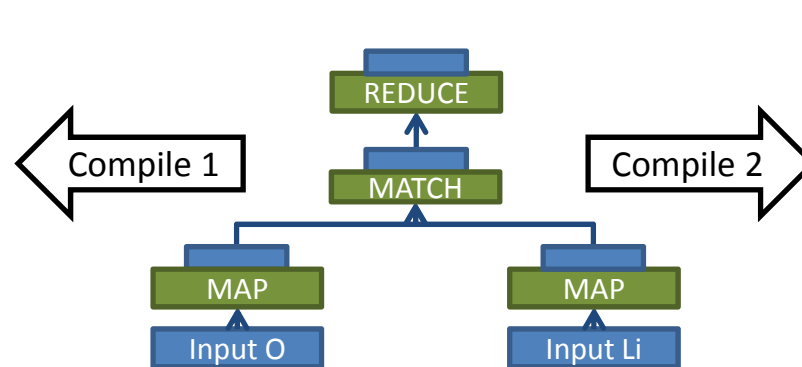 REDUCE
Compile 1
Compile 2
MATCH
MAP
MAP
Input O
Input Li